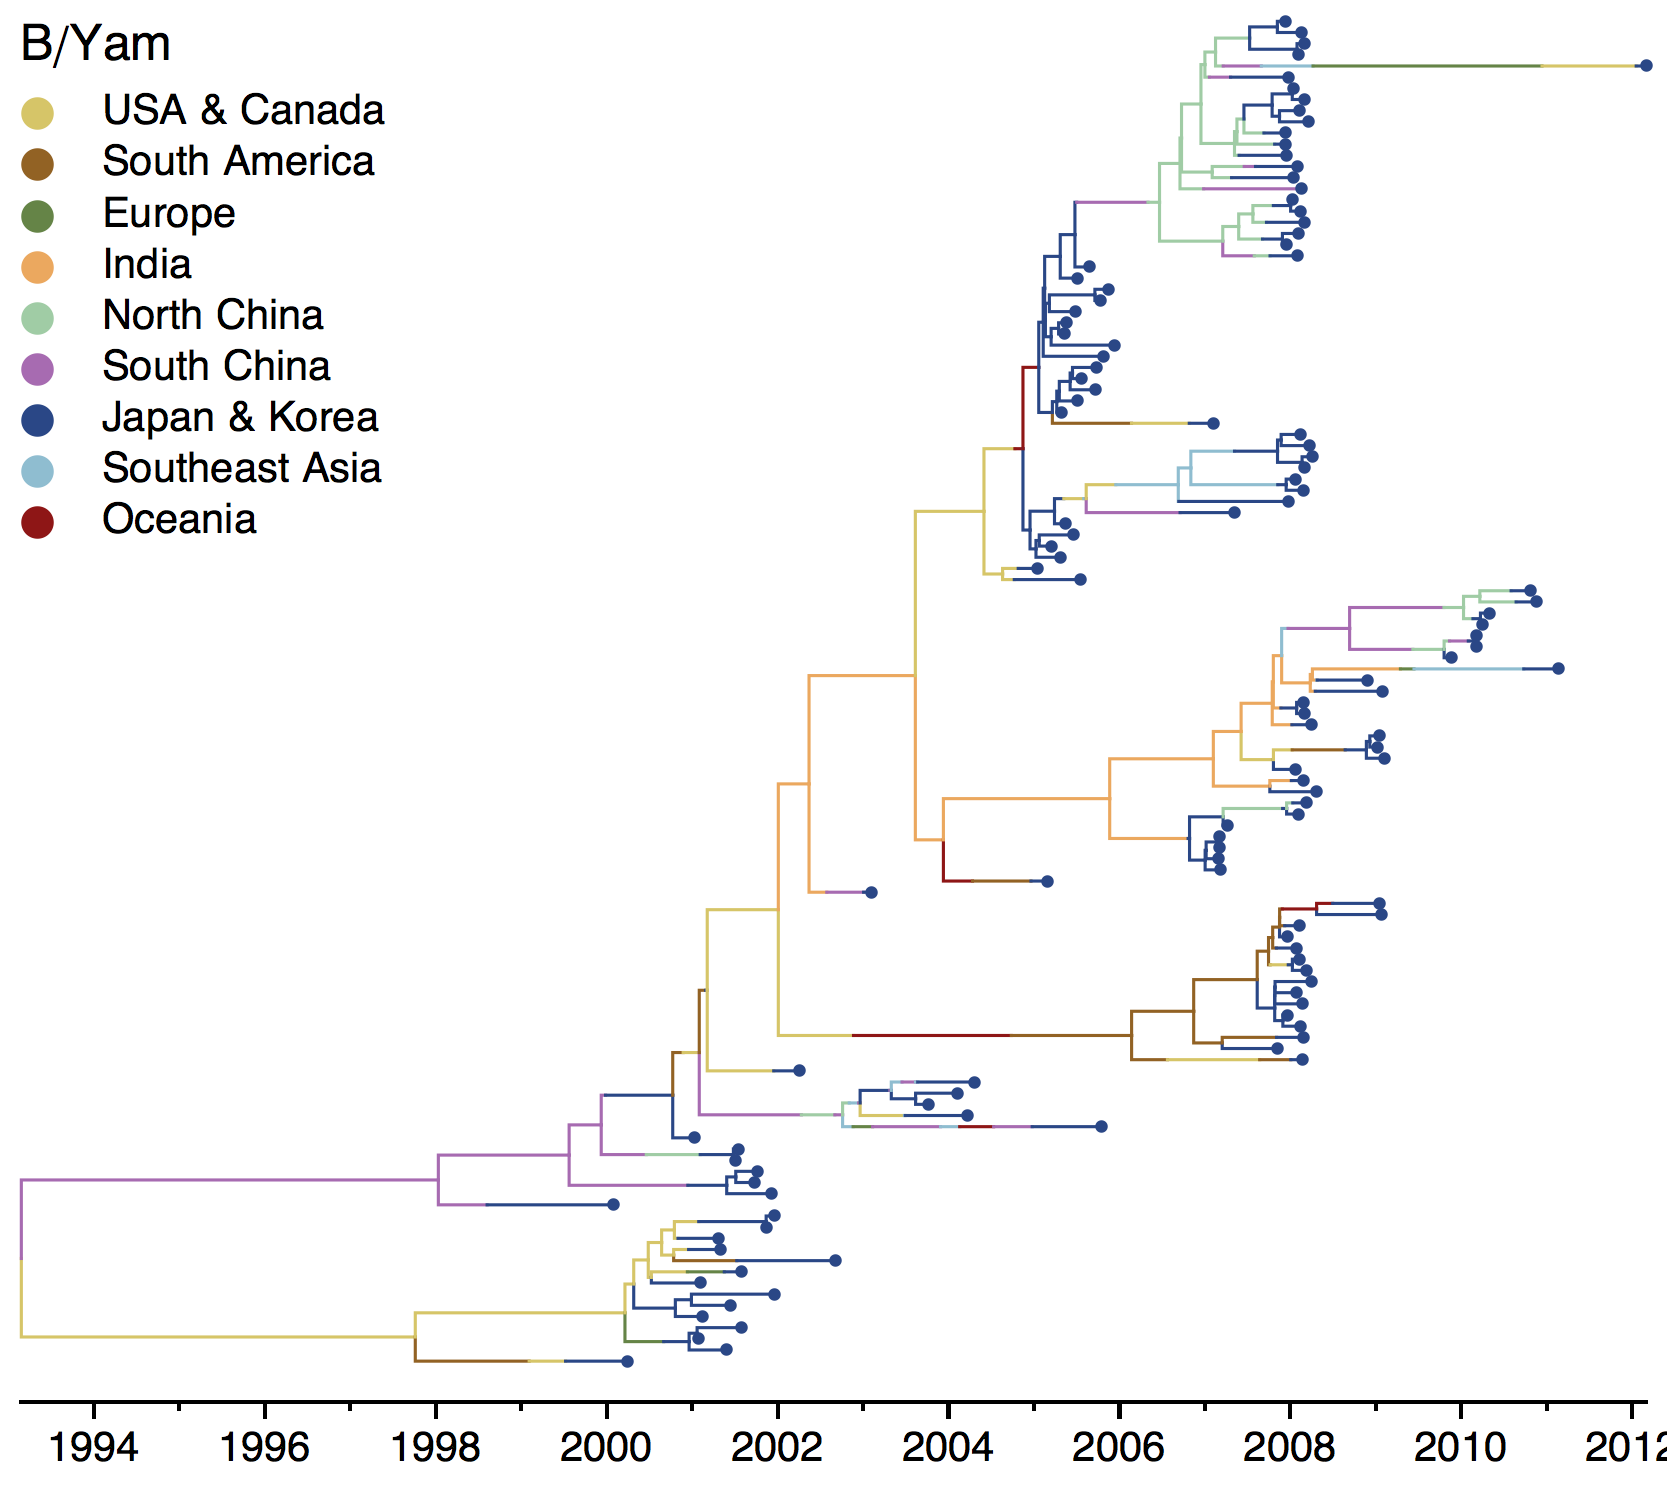 B/Yam
USA & Canada
South America
Europe
India
North China
South China
Japan & Korea
Southeast Asia
Oceania
1994 1996 1998 2000 2002 2004 2006 2008 2010 2012